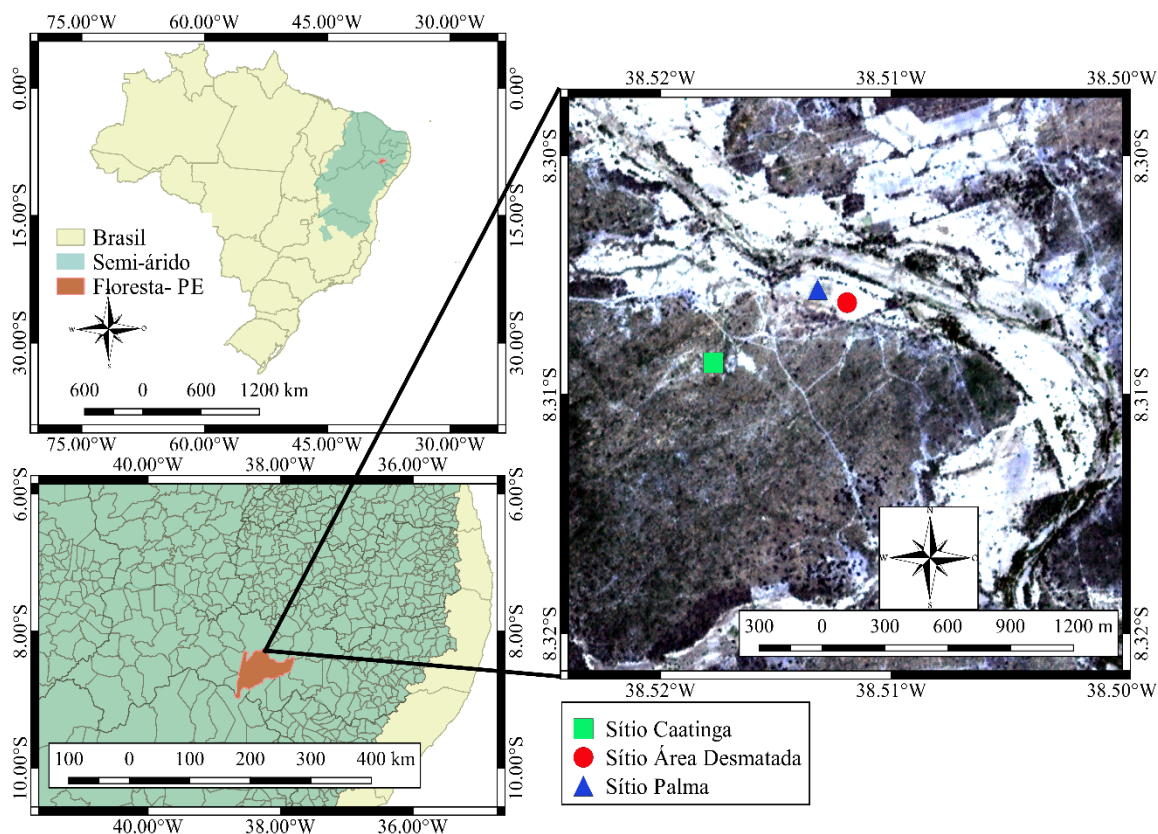 75.00°W 60.00°W 45.00°W 30.00°W
0.00°
15.00°S
30.00°S
0.00°
15.00°S
30.00°S
Brasil
Semi-árido
Floresta- PE
W O
S
600 0 600 1200 km
75.00°W 60.00°W 45.00°W 30.00°W
40.00°W 38.00°W 36.00°W
6.00°S
8.00°S
10.00°S
6.00°S
8.00°S
10.00°S
100 0 100 200 300 400 km
40.00°W 38.00°W 36.00°W
38.52°W 38.51°W 38.50°W
8.30°S
8.31°S
8.32°S
8.30°S
8.31°S
8.32°S
N
W O
S
300 0 300 600 900 1200 m
38.52°W 38.51°W 38.50°W
Sítio Caatinga
Sítio Área Desmatada
Sítio Palma